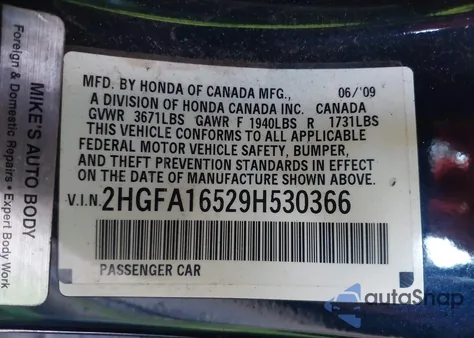 MIKE'S AUTO BODY
Foreign & Domestic Repairs • Expert Body Work
MFD. BY HONDA OF CANADA MFG., 06/'09
A DIVISION OF HONDA CANADA INC. CANADA
GVWR 3671LBS GAWR F 1940LBS R 1731LBS
THIS VEHICLE CONFORMS TO ALL APPLICABLE
FEDERAL MOTOR VEHICLE SAFETY, BUMPER,
AND THEFT PREVENTION STANDARDS IN EFFECT
ON THE DATE OF MANUFACTURE SHOWN ABOVE.
V.I.N. 2HGFA16529H530366
PASSENGER CAR
autoSnap